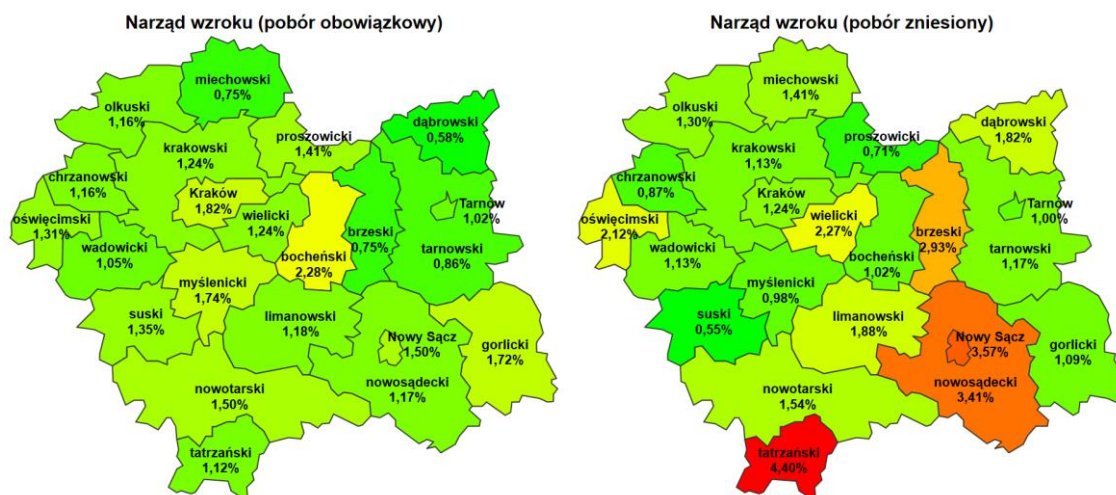 Narząd wzroku (pobór obowiązkowy)
miechowski
0,75%
olkuski
1,16%
dąbrowski
0,58%
proszowicki
1,41%
krakowski
1,24%
chrzanowski
1,16%
Kraków
1,82%
Tarnów
1,02%
oświęcimski
1,31%
wielicki
1,24%
brzeski
0,75%
wadowicki
1,05%
bocheński
2,28%
tarnowski
0,86%
myślenicki
1,74%
suski
1,35%
limanowski
1,18%
Nowy Sącz
1,50%
gorlicki
1,72%
nowotarski
1,50%
nowosądecki
1,17%
tatrzański
1,12%
Narząd wzroku (pobór zniesiony)
miechowski
1,41%
olkuski
1,30%
dąbrowski
1,82%
proszowicki
0,71%
krakowski
1,13%
chrzanowski
0,87%
Kraków
1,24%
Tarnów
1,00%
oświęcimski
2,12%
wielicki
2,27%
brzeski
2,93%
wadowicki
1,13%
bocheński
1,02%
tarnowski
1,17%
myślenicki
0,98%
suski
0,55%
limanowski
1,88%
Nowy Sącz
3,57%
gorlicki
1,09%
nowotarski
1,54%
nowosądecki
3,41%
tatrzański
4,40%